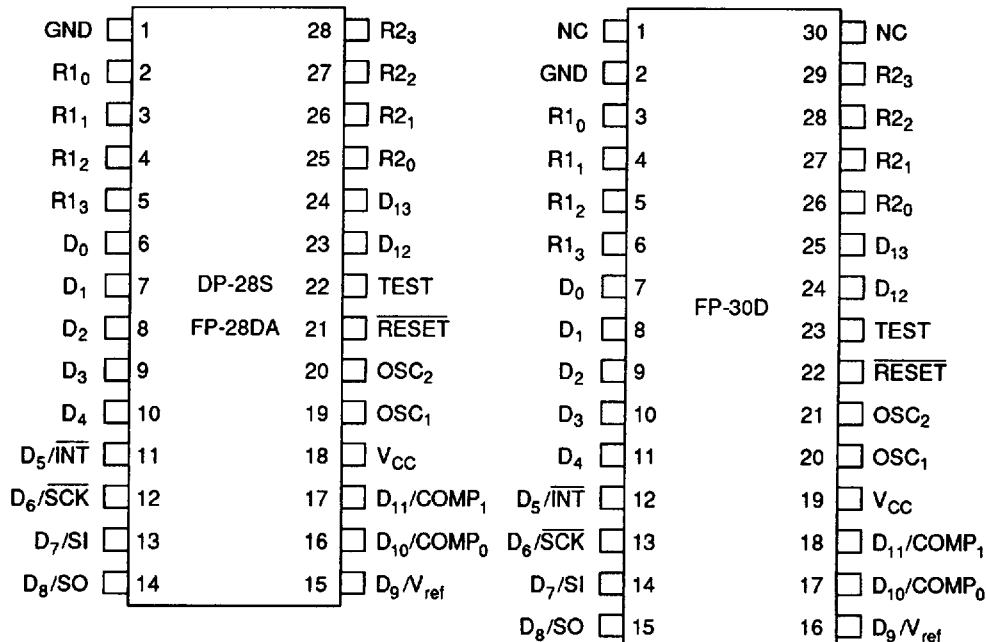 GND 1 28 R2₃
R1₀ 2 27 R2₂
R1₁ 3 26 R2₁
R1₂ 4 25 R2₀
R1₃ 5 24 D₁₃
D₀ 6 23 D₁₂
D₁ 7 DP-28S 22 TEST
D₂ 8 FP-28DA 21 R̅E̅S̅E̅T̅
D₃ 9 20 OSC₂
D₄ 10 19 OSC₁
D₅/I̅N̅T̅ 11 18 V_CC
D₆/S̅C̅K̅ 12 17 D₁₁/COMP₁
D₇/SI 13 16 D₁₀/COMP₀
D₈/SO 14 15 D₉/V_ref
NC 1 30 NC
GND 2 29 R2₃
R1₀ 3 28 R2₂
R1₁ 4 27 R2₁
R1₂ 5 26 R2₀
R1₃ 6 25 D₁₃
D₀ 7 24 D₁₂
FP-30D
D₁ 8 23 TEST
D₂ 9 22 R̅E̅S̅E̅T̅
D₃ 10 21 OSC₂
D₄ 11 20 OSC₁
D₅/I̅N̅T̅ 12 19 V_CC
D₆/S̅C̅K̅ 13 18 D₁₁/COMP₁
D₇/SI 14 17 D₁₀/COMP₀
D₈/SO 15 16 D₉/V_ref